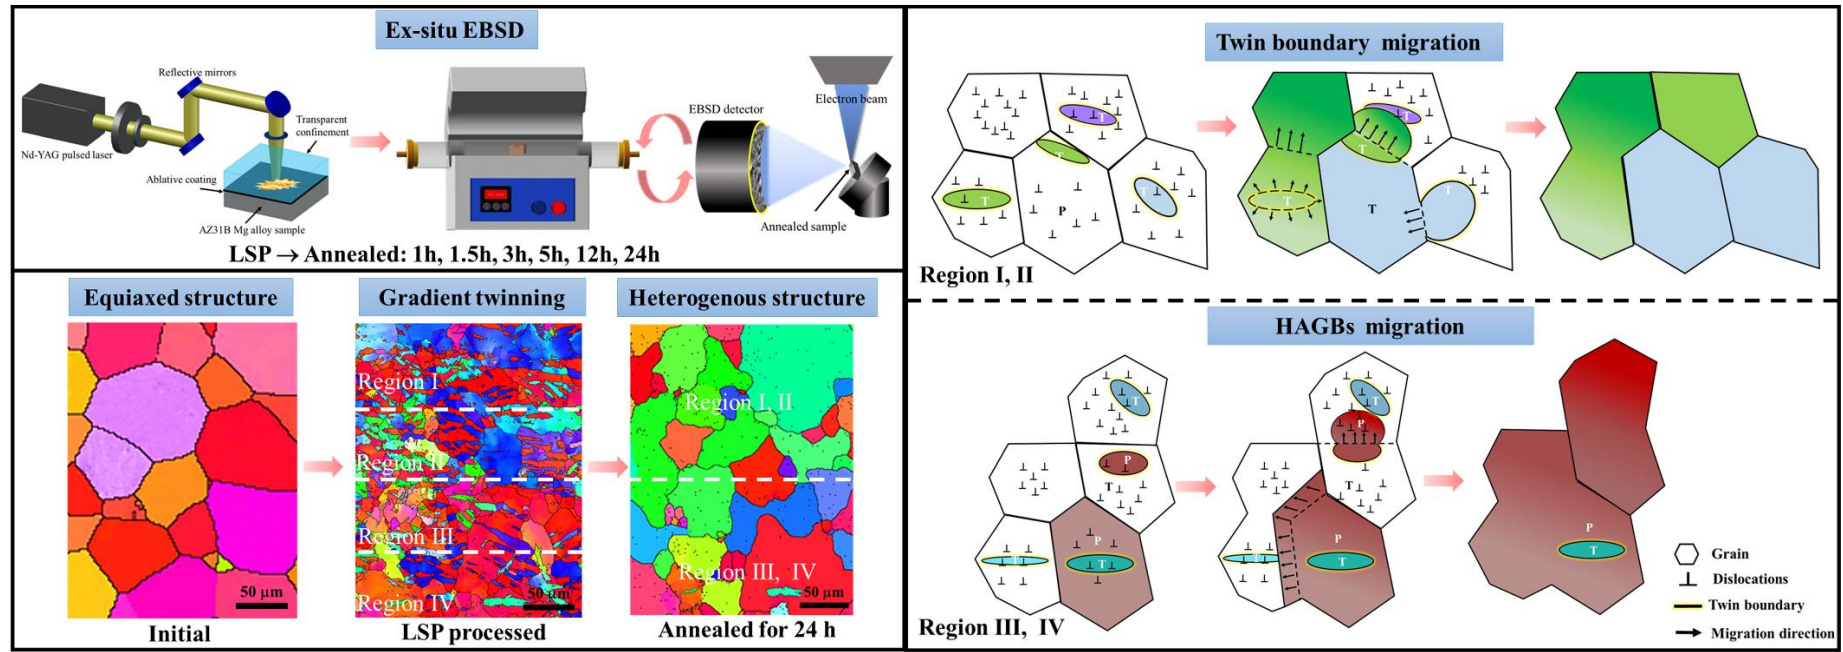 Ex-situ EBSD
Reflective mirrors
Nd-YAG pulsed laser
Transparent
confinement
Ablative coating
AZ31B Mg alloy sample
EBSD detector
Electron beam
Annealed sample
LSP → Annealed: 1h, 1.5h, 3h, 5h, 12h, 24h
Equiaxed structure
Gradient twinning
Heterogenous structure
Region I
Region II
Region III
Region IV
Region I, II
Region III, IV
50 μm
50 μm
50 μm
Initial
LSP processed
Annealed for 24 h
Twin boundary migration
T
T
T
T
P
T
T
T
T
T
Region I, II
HAGBs migration
T
P
T
P
T
T
T
P
T
P
T
T
P
T
Region III, IV
Grain
Dislocations
Twin boundary
Migration direction